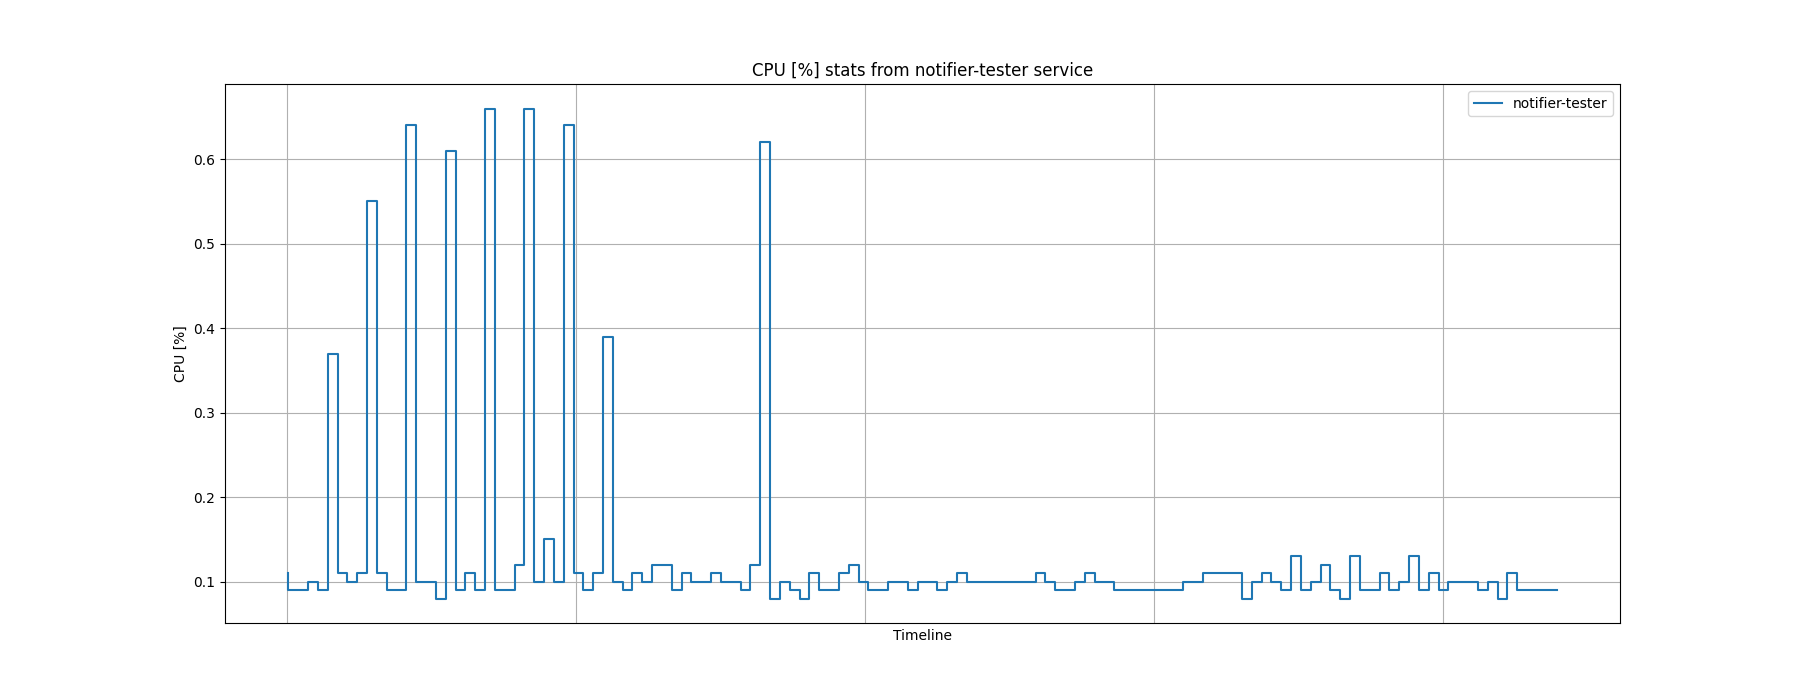 CPU [%] stats from notifier-tester service
notifier-tester
0.6
0.5
0.4
0.3
0.2
0.1
CPU [%]
Timeline